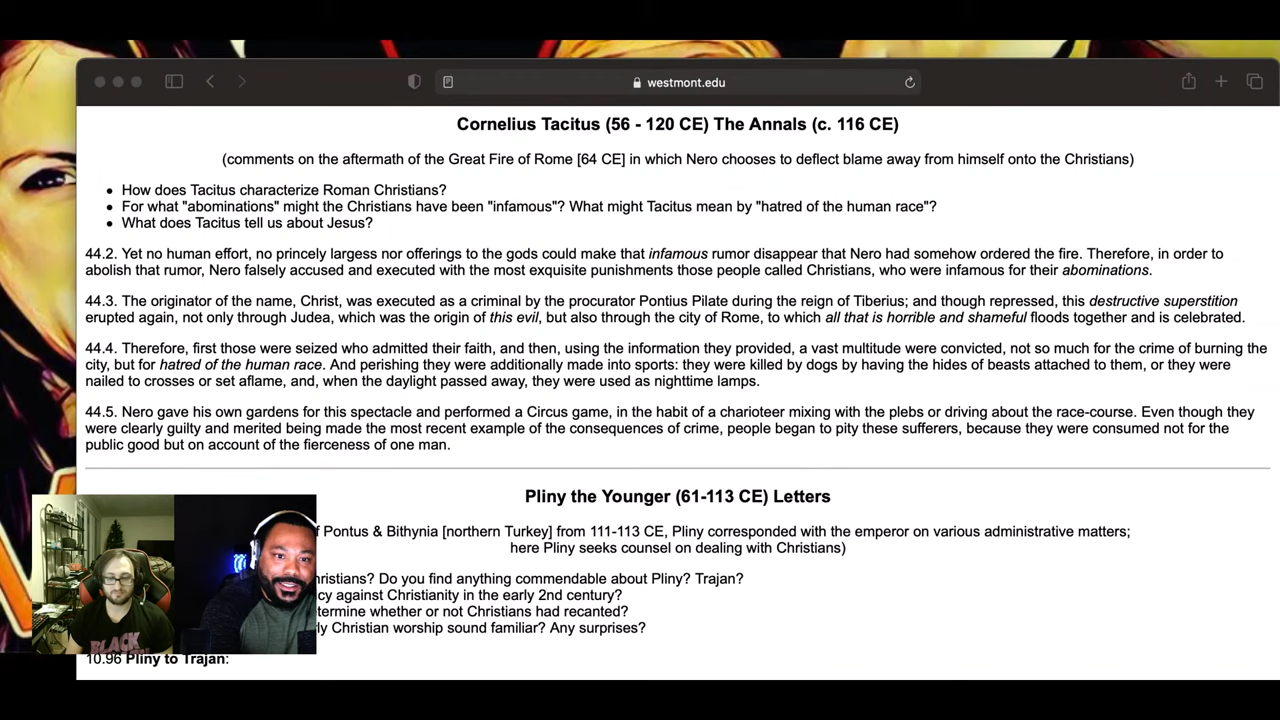 westmont.edu
Cornelius Tacitus (56 - 120 CE) The Annals (c. 116 CE)
(comments on the aftermath of the Great Fire of Rome [64 CE] in which Nero chooses to deflect blame away from himself onto the Christians)
• How does Tacitus characterize Roman Christians?
• For what "abominations" might the Christians have been "infamous"? What might Tacitus mean by "hatred of the human race"?
• What does Tacitus tell us about Jesus?
44.2. Yet no human effort, no princely largess nor offerings to the gods could make that infamous rumor disappear that Nero had somehow ordered the fire. Therefore, in order to
abolish that rumor, Nero falsely accused and executed with the most exquisite punishments those people called Christians, who were infamous for their abominations.
44.3. The originator of the name, Christ, was executed as a criminal by the procurator Pontius Pilate during the reign of Tiberius; and though repressed, this destructive superstition
erupted again, not only through Judea, which was the origin of this evil, but also through the city of Rome, to which all that is horrible and shameful floods together and is celebrated.
44.4. Therefore, first those were seized who admitted their faith, and then, using the information they provided, a vast multitude were convicted, not so much for the crime of burning the
city, but for hatred of the human race. And perishing they were additionally made into sports: they were killed by dogs by having the hides of beasts attached to them, or they were
nailed to crosses or set aflame, and, when the daylight passed away, they were used as nighttime lamps.
44.5. Nero gave his own gardens for this spectacle and performed a Circus game, in the habit of a charioteer mixing with the plebs or driving about the race-course. Even though they
were clearly guilty and merited being made the most recent example of the consequences of crime, people began to pity these sufferers, because they were consumed not for the
public good but on account of the fierceness of one man.
Pliny the Younger (61-113 CE) Letters
f Pontus & Bithynia [northern Turkey] from 111-113 CE, Pliny corresponded with the emperor on various administrative matters;
here Pliny seeks counsel on dealing with Christians)
hristians? Do you find anything commendable about Pliny? Trajan?
cy against Christianity in the early 2nd century?
termine whether or not Christians had recanted?
ly Christian worship sound familiar? Any surprises?
BLACK
10.96 Pliny to Trajan: